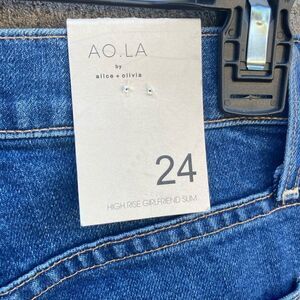 AO.LA
by
alice + olivia
24
HIGH RISE GIRLFRIEND SLIM